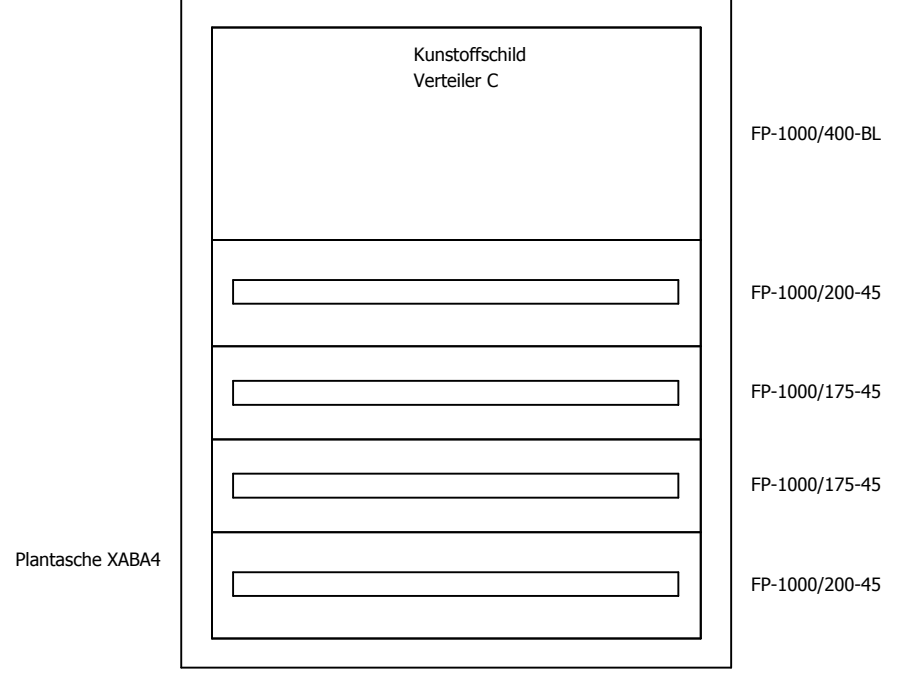 Kunstoffschild
Verteiler C
FP-1000/400-BL
FP-1000/200-45
FP-1000/175-45
FP-1000/175-45
Plantasche XABA4
FP-1000/200-45